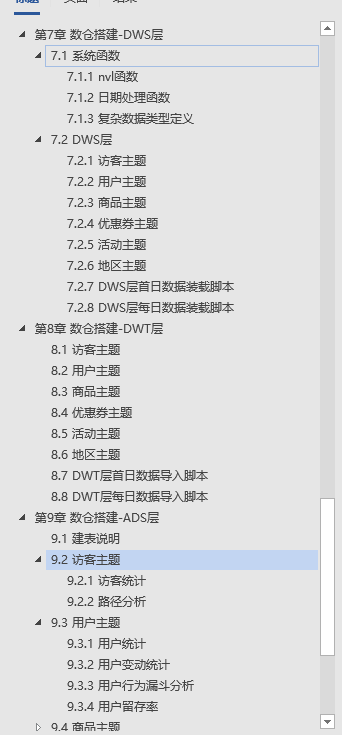 第7章 数仓搭建-DWS层
7.1 系统函数
7.1.1 nvl函数
7.1.2 日期处理函数
7.1.3 复杂数据类型定义
7.2 DWS层
7.2.1 访客主题
7.2.2 用户主题
7.2.3 商品主题
7.2.4 优惠券主题
7.2.5 活动主题
7.2.6 地区主题
7.2.7 DWS层首日数据装载脚本
7.2.8 DWS层每日数据装载脚本
第8章 数仓搭建-DWT层
8.1 访客主题
8.2 用户主题
8.3 商品主题
8.4 优惠券主题
8.5 活动主题
8.6 地区主题
8.7 DWT层首日数据导入脚本
8.8 DWT层每日数据导入脚本
第9章 数仓搭建-ADS层
9.1 建表说明
9.2 访客主题
9.2.1 访客统计
9.2.2 路径分析
9.3 用户主题
9.3.1 用户统计
9.3.2 用户变动统计
9.3.3 用户行为漏斗分析
9.3.4 用户留存率
9.4 商品主题